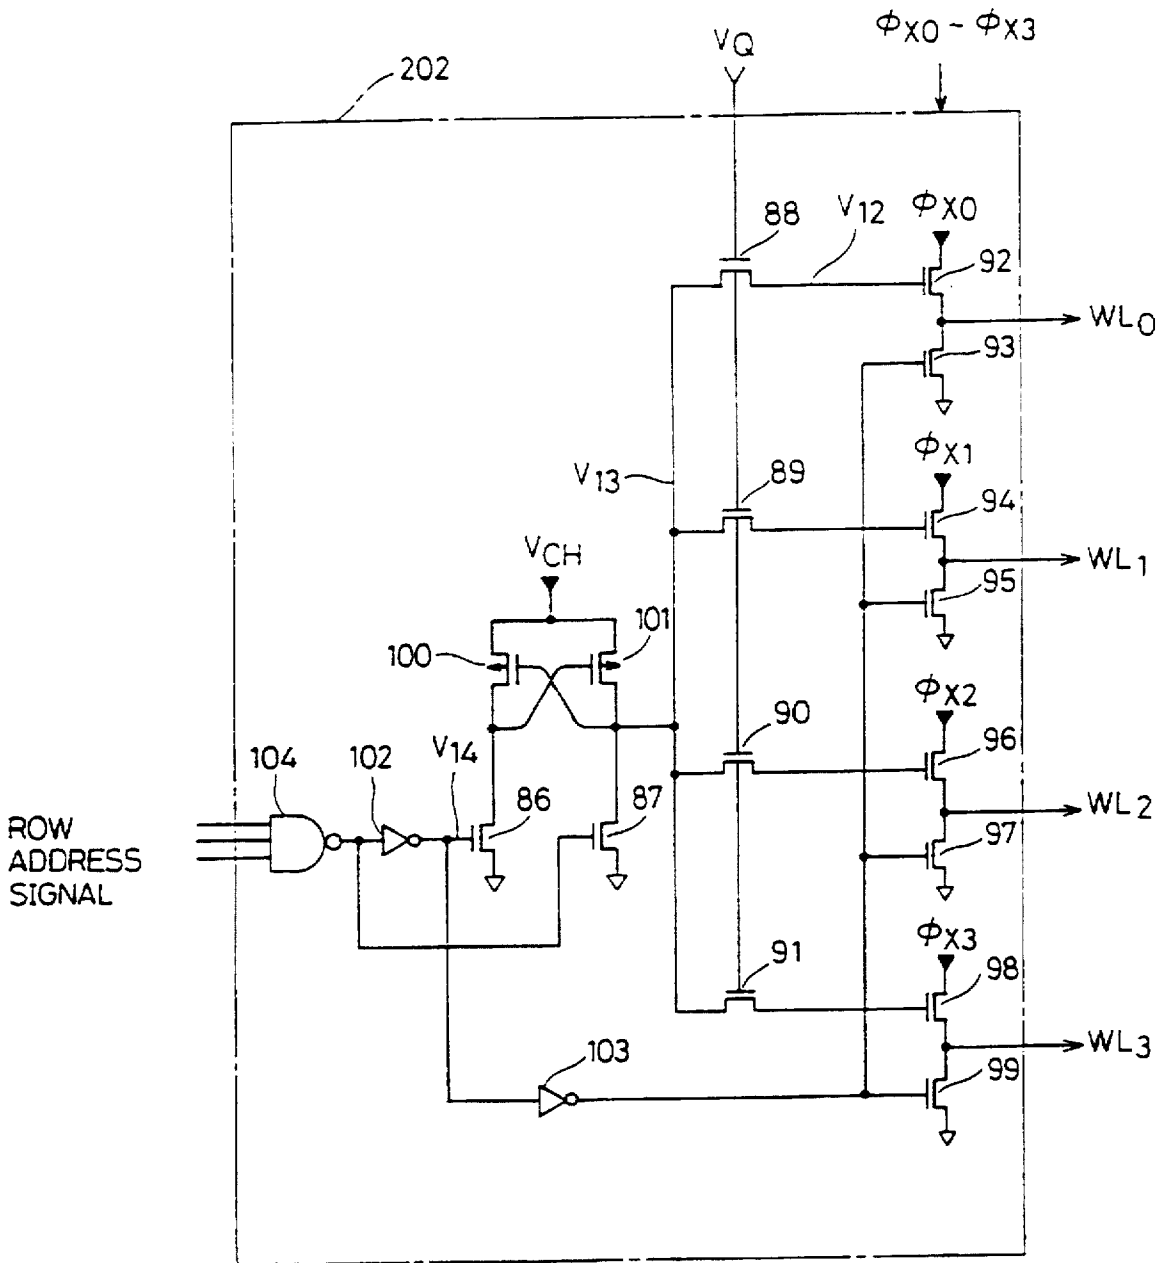 202
VQ
ϕX0 - ϕX3
88
V12
ϕX0
92
WL0
93
V13
89
ϕX1
94
WL1
95
VCH
100
101
90
ϕX2
96
WL2
97
104
102
V14
86
87
ROW
ADDRESS
SIGNAL
91
ϕX3
98
WL3
99
103